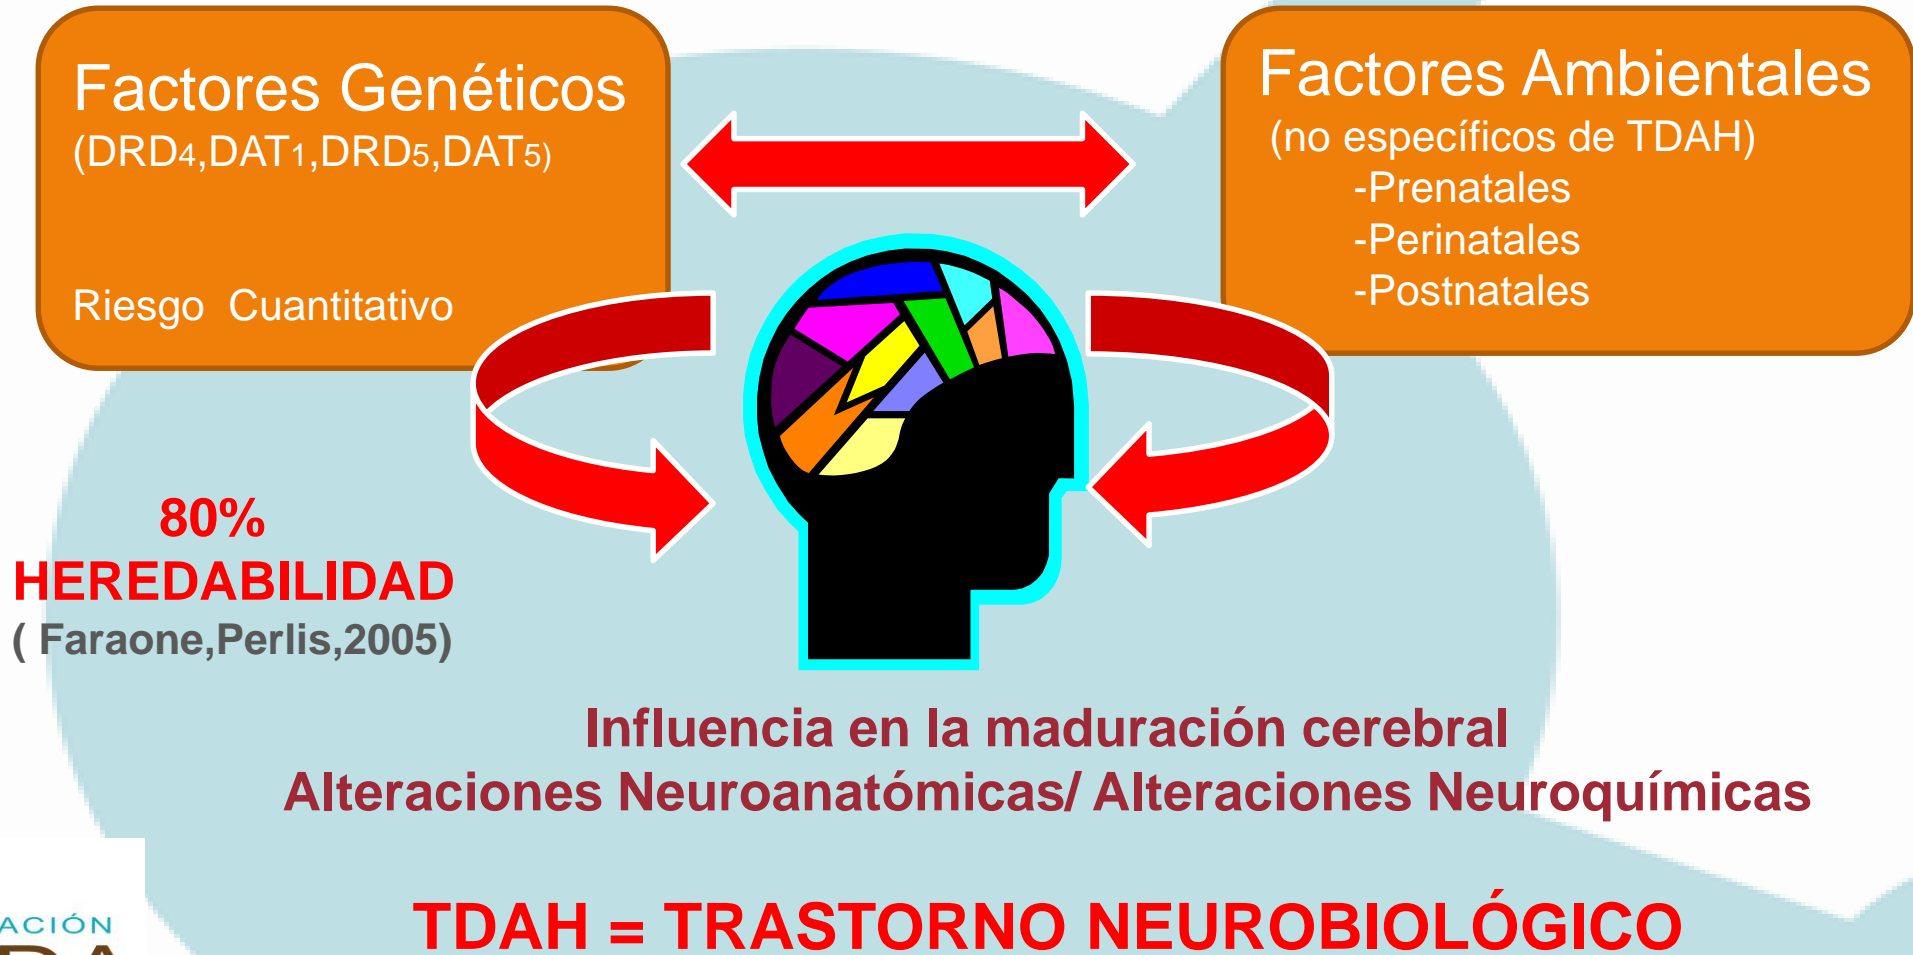 Factores Genéticos
(DRD4,DAT1,DRD5,DAT5)
Riesgo Cuantitativo
Factores Ambientales
(no específicos de TDAH)
-Prenatales
-Perinatales
-Postnatales
80%
HEREDABILIDAD
( Faraone,Perlis,2005)
Influencia en la maduración cerebral
Alteraciones Neuroanatómicas/ Alteraciones Neuroquímicas
TDAH = TRASTORNO NEUROBIOLÓGICO
ACIÓN